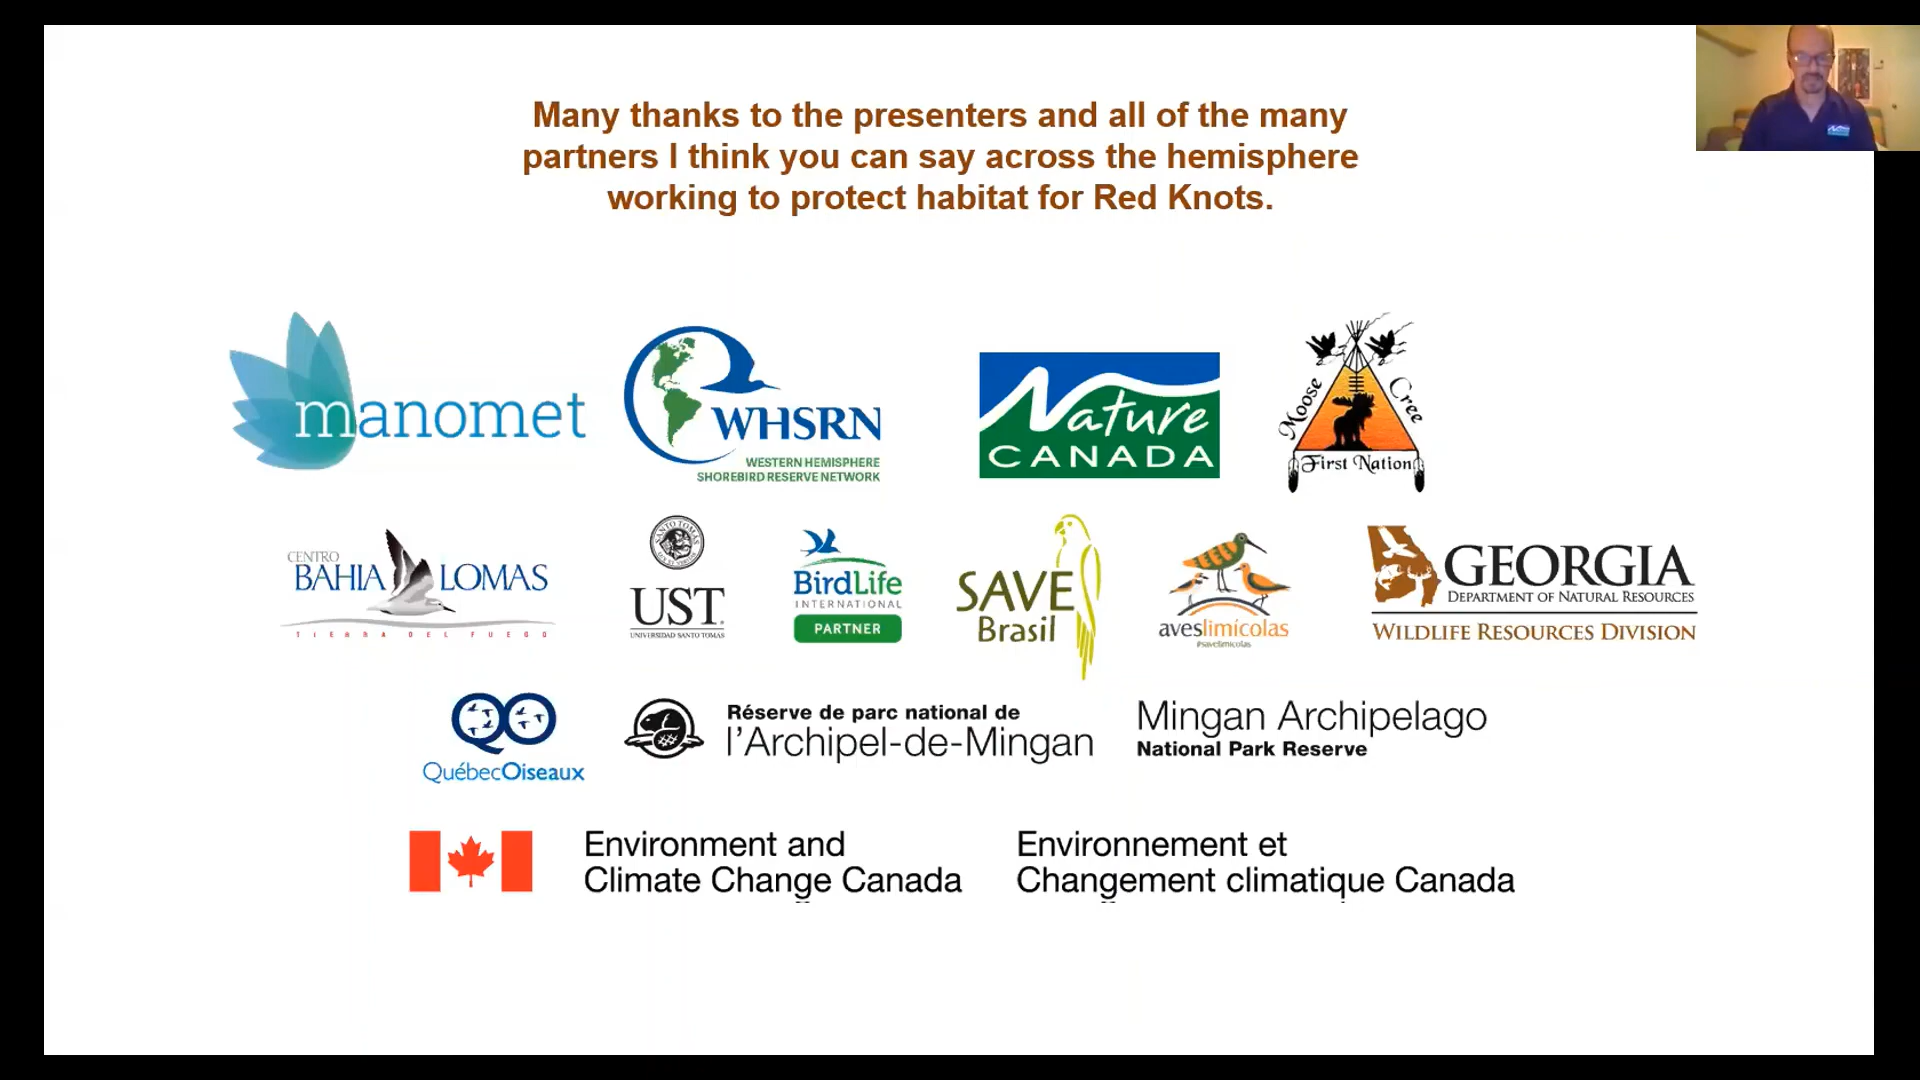 Many thanks to the presenters and all of the many
partners I think you can say across the hemisphere
working to protect habitat for Red Knots.
manomet
WHSRN
WESTERN HEMISPHERE
SHOREBIRD RESERVE NETWORK
Nature
CANADA
Moose Cree
First Nation
CENTRO
BAHIA LOMAS
TIERRA DEL FUEGO
SANTO TOMAS
UST
UNIVERSIDAD SANTO TOMAS
BirdLife
INTERNATIONAL
PARTNER
SAVE
Brasil
aveslimícolas
#savelimicolas
GEORGIA
DEPARTMENT OF NATURAL RESOURCES
WILDLIFE RESOURCES DIVISION
QuébecOiseaux
Réserve de parc national de
l'Archipel-de-Mingan
Mingan Archipelago
National Park Reserve
Environment and
Climate Change Canada
Environnement et
Changement climatique Canada